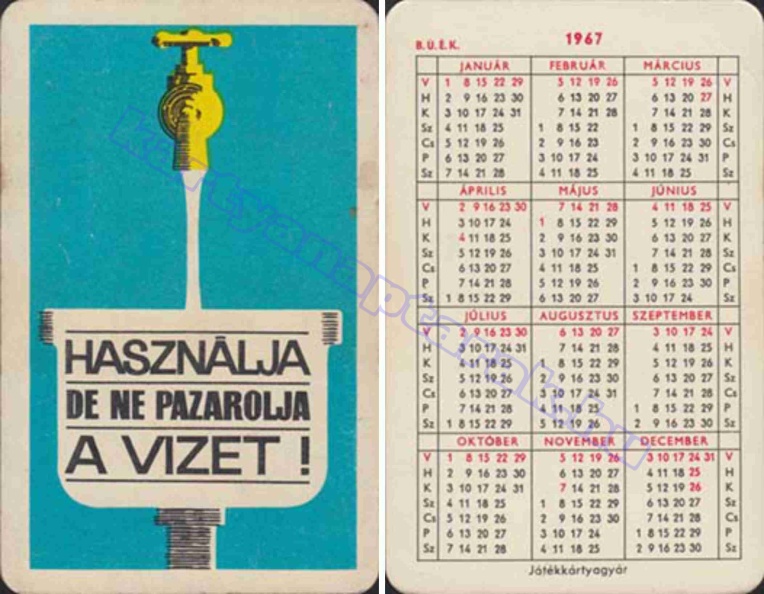 HASZNÁLJA
DE NE PAZAROLJA
A VIZET !
kártyanaptarak.hu
B. Ú. É. K. 1967
JANUÁR FEBRUÁR MÁRCIUS
V 1 8 15 22 29 5 12 19 26 5 12 19 26 V
H 2 9 16 23 30 6 13 20 27 6 13 20 27 H
K 3 10 17 24 31 7 14 21 28 7 14 21 28 K
Sz 4 11 18 25 1 8 15 22 1 8 15 22 29 Sz
Cs 5 12 19 26 2 9 16 23 2 9 16 23 30 Cs
P 6 13 20 27 3 10 17 24 3 10 17 24 31 P
Sz 7 14 21 28 4 11 18 25 4 11 18 25 Sz
ÁPRILIS MÁJUS JÚNIUS
V 2 9 16 23 30 7 14 21 28 4 11 18 25 V
H 3 10 17 24 1 8 15 22 29 5 12 19 26 H
K 4 11 18 25 2 9 16 23 30 6 13 20 27 K
Sz 5 12 19 26 3 10 17 24 31 7 14 21 28 Sz
Cs 6 13 20 27 4 11 18 25 1 8 15 22 29 Cs
P 7 14 21 28 5 12 19 26 2 9 16 23 30 P
Sz 1 8 15 22 29 6 13 20 27 3 10 17 24 Sz
JÚLIUS AUGUSZTUS SZEPTEMBER
V 2 9 16 23 30 6 13 20 27 3 10 17 24 V
H 3 10 17 24 31 7 14 21 28 4 11 18 25 H
K 4 11 18 25 1 8 15 22 29 5 12 19 26 K
Sz 5 12 19 26 2 9 16 23 30 6 13 20 27 Sz
Cs 6 13 20 27 3 10 17 24 31 7 14 21 28 Cs
P 7 14 21 28 4 11 18 25 1 8 15 22 29 P
Sz 1 8 15 22 29 5 12 19 26 2 9 16 23 30 Sz
OKTÓBER NOVEMBER DECEMBER
V 1 8 15 22 29 5 12 19 26 3 10 17 24 31 V
H 2 9 16 23 30 6 13 20 27 4 11 18 25 H
K 3 10 17 24 31 7 14 21 28 5 12 19 26 K
Sz 4 11 18 25 1 8 15 22 29 6 13 20 27 Sz
Cs 5 12 19 26 2 9 16 23 30 7 14 21 28 Cs
P 6 13 20 27 3 10 17 24 1 8 15 22 29 P
Sz 7 14 21 28 4 11 18 25 2 9 16 23 30 Sz
Játékkártyagyár